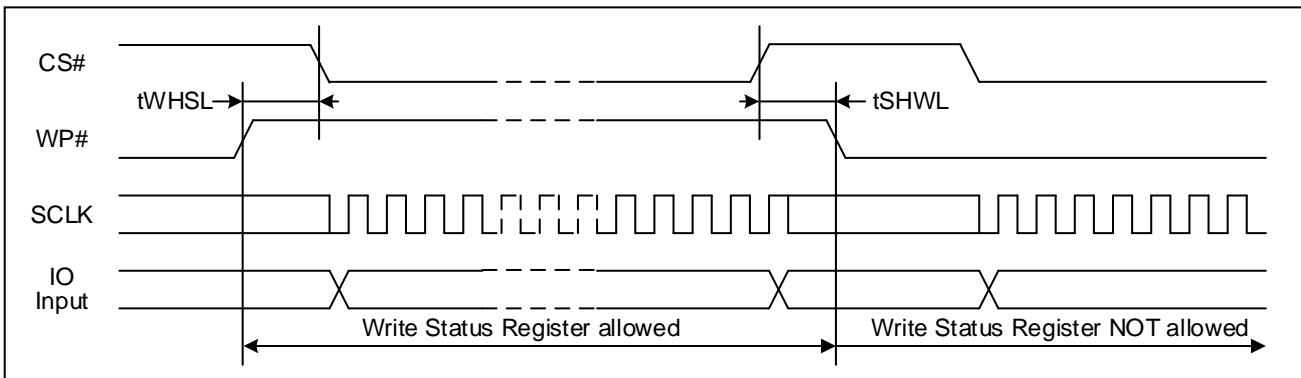 CS#
tWHSL
tSHWL
WP#
SCLK
IO
Input
Write Status Register allowed
Write Status Register NOT allowed